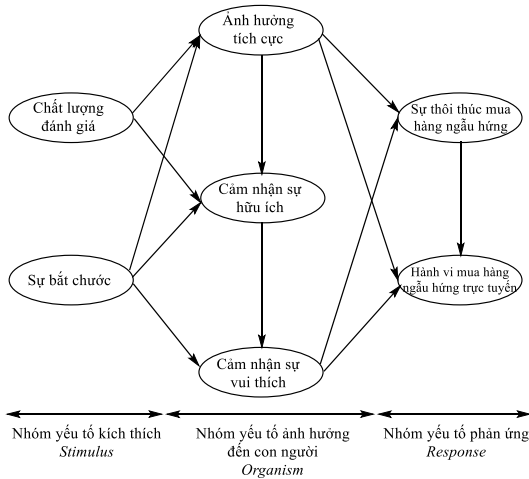 Ảnh hưởng
tích cực
Chất lượng
đánh giá
Sự thôi thúc mua
hàng ngẫu hứng
Cảm nhận sự
hữu ích
Sự bắt chước
Hành vi mua hàng
ngẫu hứng trực tuyến
Cảm nhận sự
vui thích
Nhóm yếu tố kích thích
Stimulus
Nhóm yếu tố ảnh hưởng
đến con người
Organism
Nhóm yếu tố phản ứng
Response